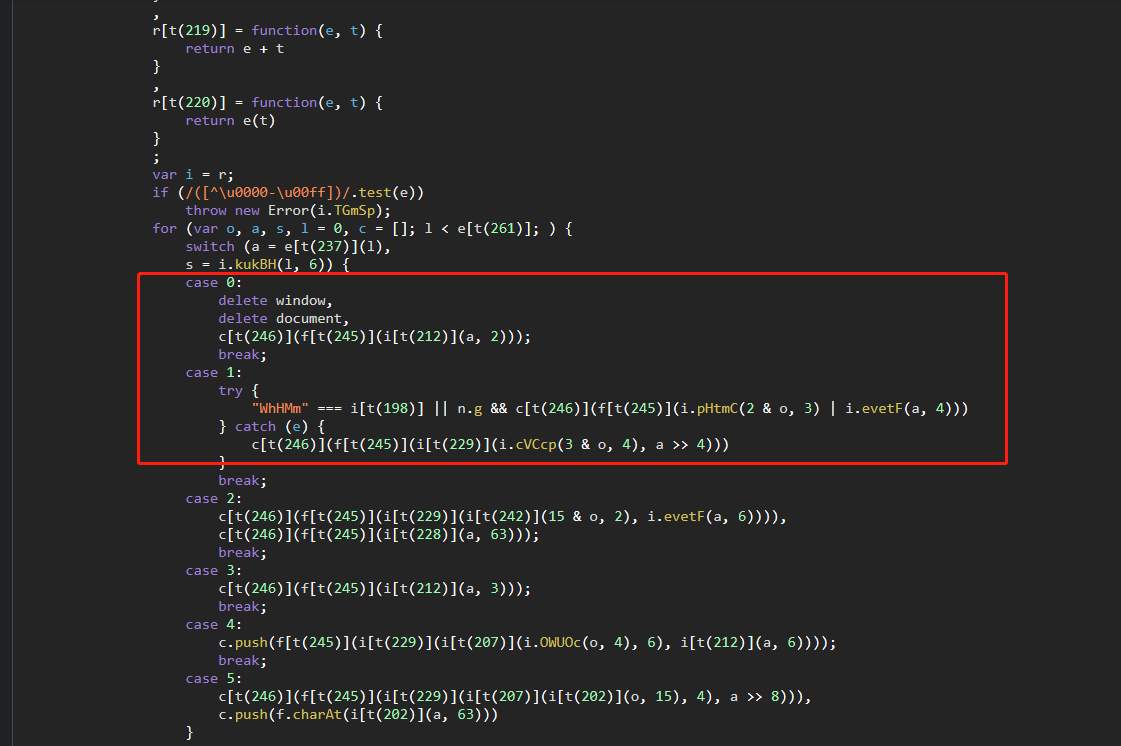 ,
r[t(219)] = function(e, t) {
return e + t
}
,
r[t(220)] = function(e, t) {
return e(t)
}
;
var i = r;
if (/([^\u0000-\u00ff])/.test(e))
throw new Error(i.TGmSp);
for (var o, a, s, l = 0, c = []; l < e[t(261)]; ) {
switch (a = e[t(237)](l),
s = i.kukBH(l, 6)) {
case 0:
delete window,
delete document,
c[t(246)](f[t(245)](i[t(212)](a, 2)));
break;
case 1:
try {
"WhHMm" === i[t(198)] || n.g && c[t(246)](f[t(245)](i.pHtmC(2 & o, 3) | i.evetF(a, 4)))
} catch (e) {
c[t(246)](f[t(245)](i[t(229)](i.cVCcp(3 & o, 4), a >> 4)))
}
break;
case 2:
c[t(246)](f[t(245)](i[t(229)](i[t(242)](15 & o, 2), i.evetF(a, 6)))),
c[t(246)](f[t(245)](i[t(228)](a, 63)));
break;
case 3:
c[t(246)](f[t(245)](i[t(212)](a, 3)));
break;
case 4:
c.push(f[t(245)](i[t(229)](i[t(207)](i.OWUOc(o, 4), 6), i[t(212)](a, 6))));
break;
case 5:
c[t(246)](f[t(245)](i[t(229)](i[t(207)](i[t(202)](o, 15), 4), a >> 8))),
c.push(f.charAt(i[t(202)](a, 63)))
}